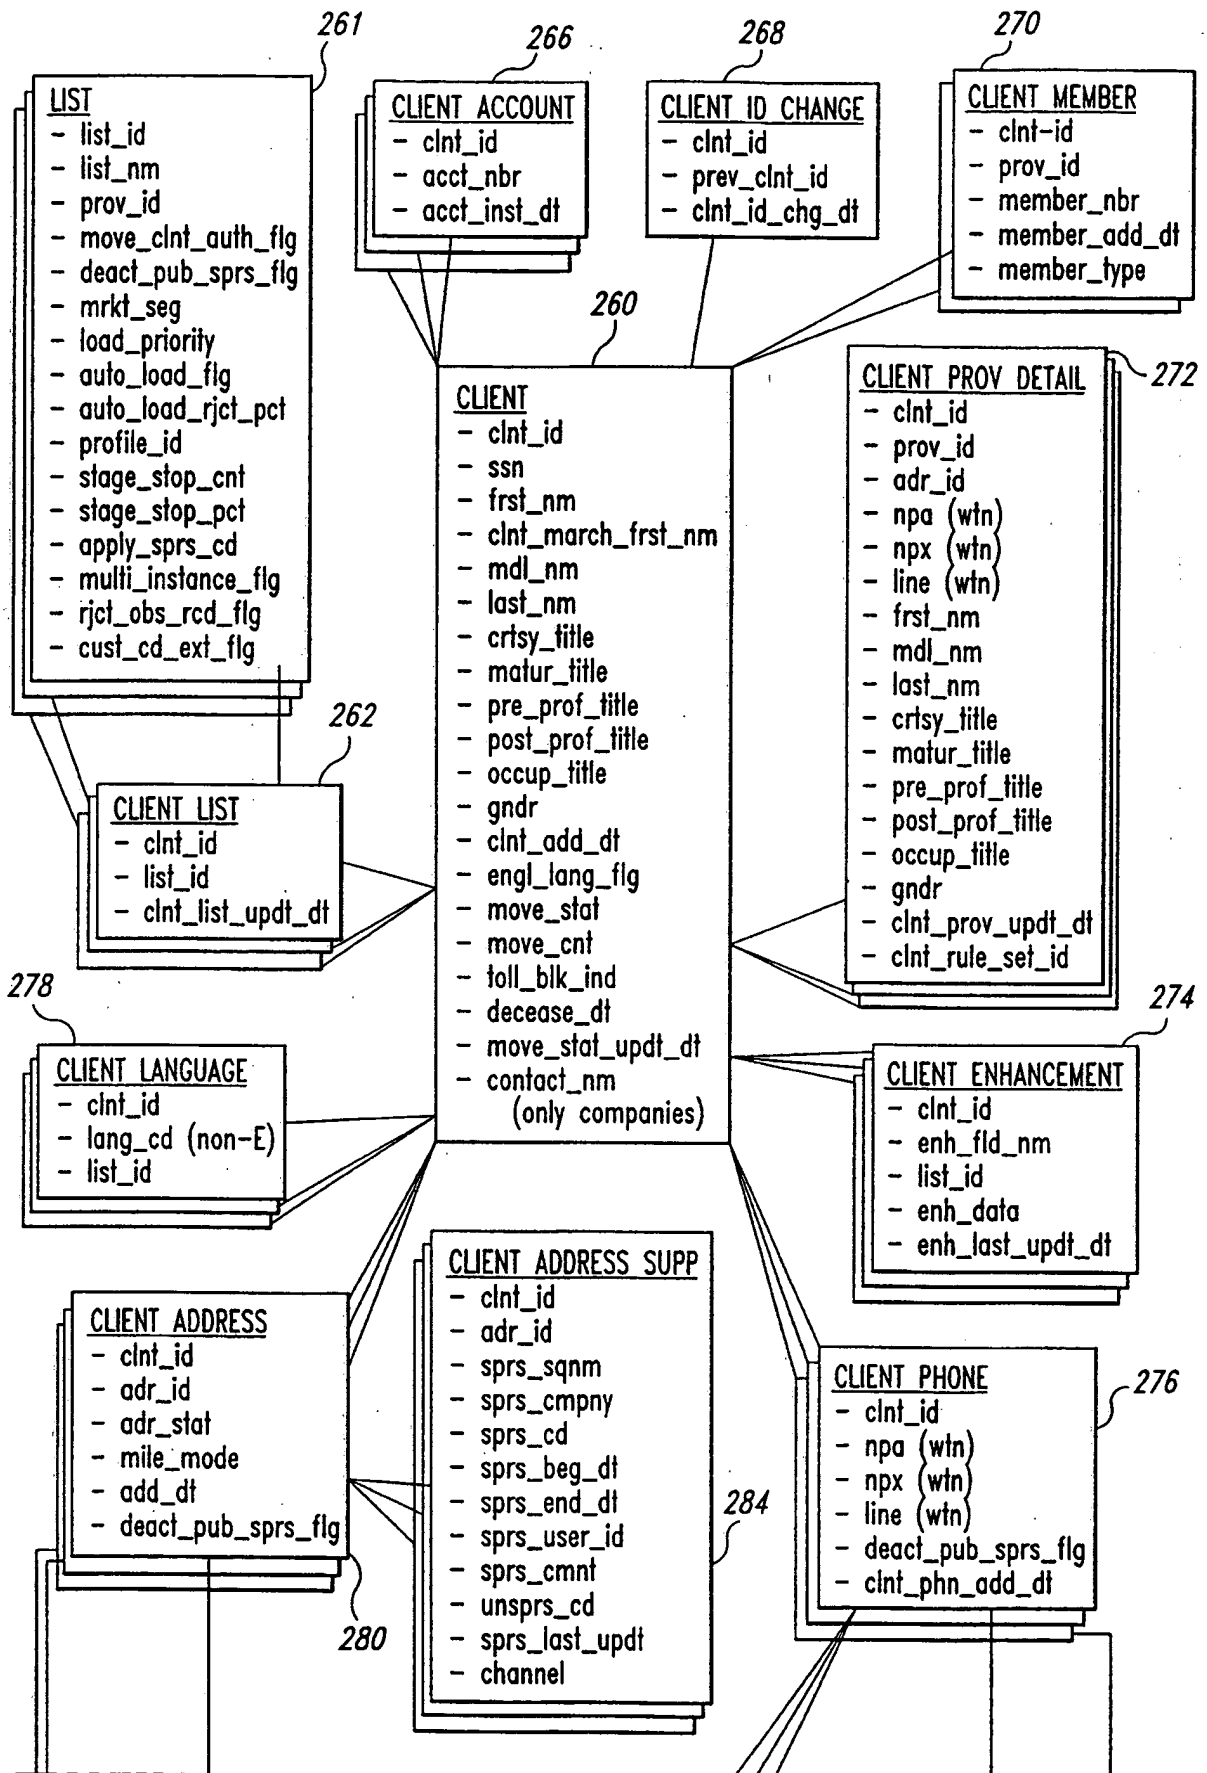 261
LIST
- list_id
- list_nm
- prov_id
- move_clnt_auth_flg
- deact_pub_sprs_flg
- mrkt_seg
- load_priority
- auto_load_flg
- auto_load_rjct_pct
- profile_id
- stage_stop_cnt
- stage_stop_pct
- apply_sprs_cd
- multi_instance_flg
- rjct_obs_rcd_flg
- cust_cd_ext_flg
266
CLIENT ACCOUNT
- clnt_id
- acct_nbr
- acct_inst_dt
268
CLIENT ID CHANGE
- clnt_id
- prev_clnt_id
- clnt_id_chg_dt
270
CLIENT MEMBER
- clnt-id
- prov_id
- member_nbr
- member_add_dt
- member_type
260
CLIENT
- clnt_id
- ssn
- frst_nm
- clnt_march_frst_nm
- mdl_nm
- last_nm
- crtsy_title
- matur_title
- pre_prof_title
- post_prof_title
- occup_title
- gndr
- clnt_add_dt
- engl_lang_flg
- move_stat
- move_cnt
- toll_blk_ind
- decease_dt
- move_stat_updt_dt
- contact_nm
(only companies)
272
CLIENT PROV DETAIL
- clnt_id
- prov_id
- adr_id
- npa (wtn)
- npx (wtn)
- line (wtn)
- frst_nm
- mdl_nm
- last_nm
- crtsy_title
- matur_title
- pre_prof_title
- post_prof_title
- occup_title
- gndr
- clnt_prov_updt_dt
- clnt_rule_set_id
262
CLIENT LIST
- clnt_id
- list_id
- clnt_list_updt_dt
278
CLIENT LANGUAGE
- clnt_id
- lang_cd (non-E)
- list_id
274
CLIENT ENHANCEMENT
- clnt_id
- enh_fld_nm
- list_id
- enh_data
- enh_last_updt_dt
CLIENT ADDRESS
- clnt_id
- adr_id
- adr_stat
- mile_mode
- add_dt
- deact_pub_sprs_flg
280
CLIENT ADDRESS SUPP
- clnt_id
- adr_id
- sprs_sqnm
- sprs_cmpny
- sprs_cd
- sprs_beg_dt
- sprs_end_dt
- sprs_user_id
- sprs_cmnt
- unsprs_cd
- sprs_last_updt
- channel
284
CLIENT PHONE
- clnt_id
- npa (wtn)
- npx (wtn)
- line (wtn)
- deact_pub_sprs_flg
- clnt_phn_add_dt
276